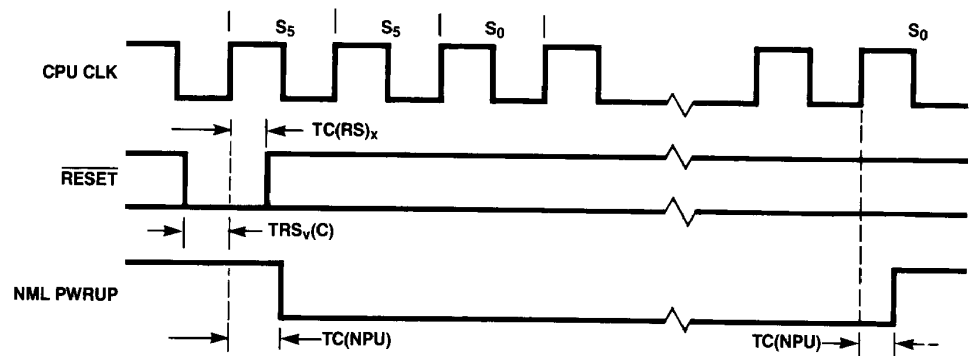 S5 S5 S0 S0
CPU CLK
TC(RS)x
RESET
TRSv(C)
NML PWRUP
TC(NPU) TC(NPU)